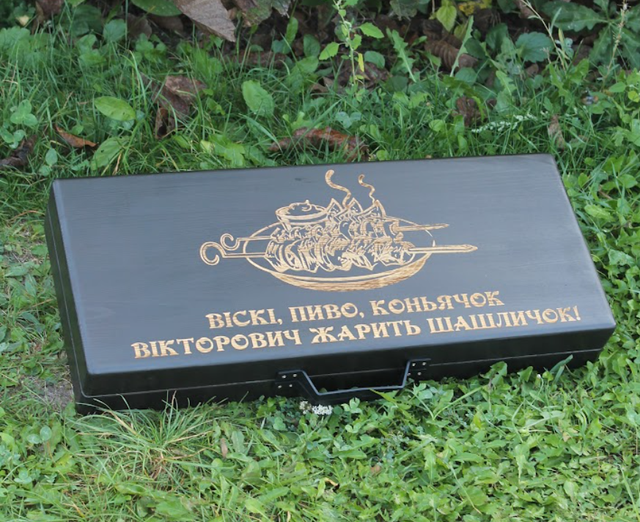 ВІСКІ, ПИВО, КОНЬЯЧОК
ВІКТОРОВИЧ ЖАРИТЬ ШАШЛИЧОК!